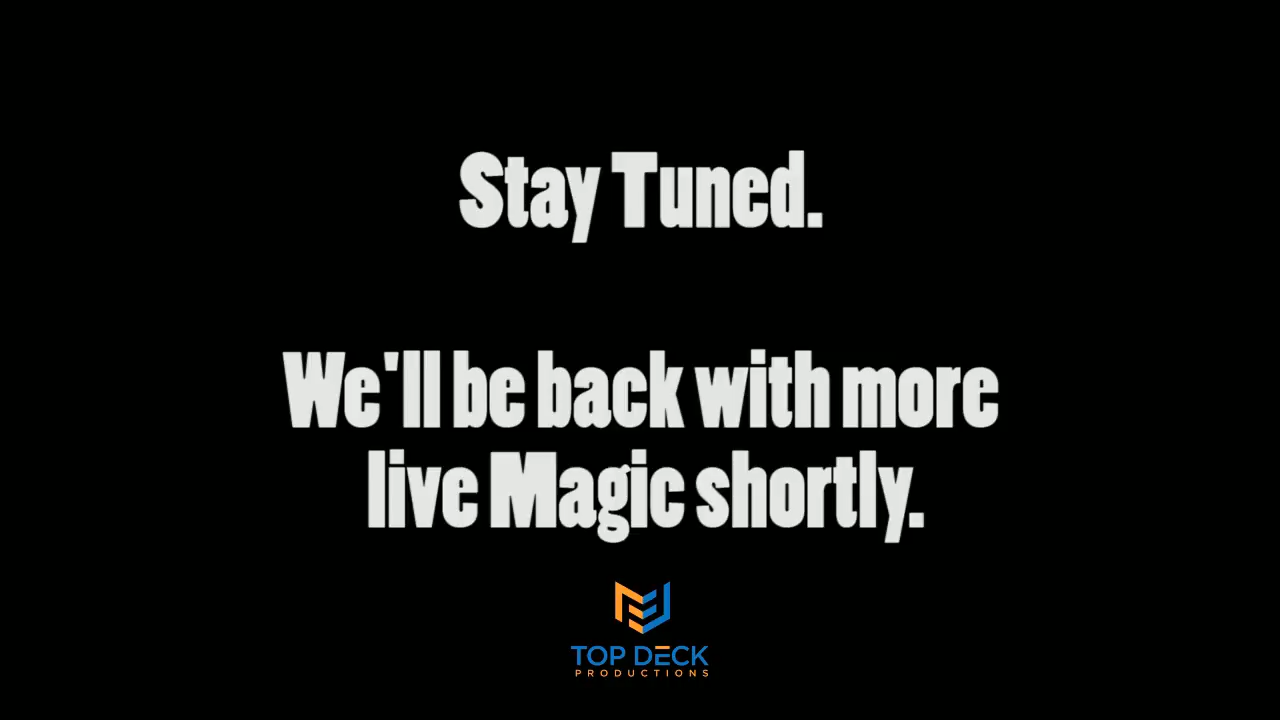 Stay Tuned.
We'll be back with more
live Magic shortly.
TOP DECK
PRODUCTIONS